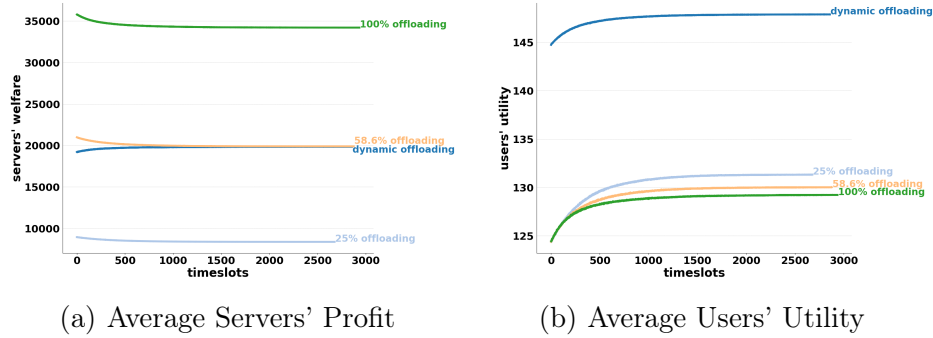 35000
30000
25000
20000
15000
10000
servers' welfare
100% offloading
58.6% offloading
dynamic offloading
25% offloading
0 500 1000 1500 2000 2500 3000
timeslots
(a) Average Servers' Profit
145
140
135
130
125
users' utility
dynamic offloading
25% offloading
58.6% offloading
100% offloading
0 500 1000 1500 2000 2500 3000
timeslots
(b) Average Users' Utility